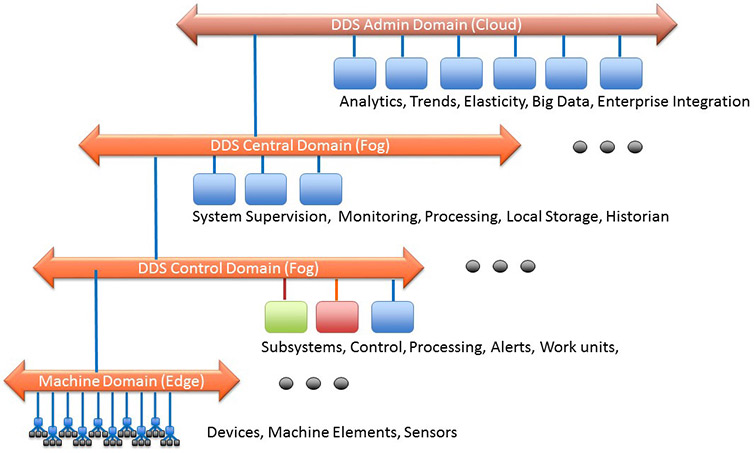 DDS Admin Domain (Cloud)
Analytics, Trends, Elasticity, Big Data, Enterprise Integration
DDS Central Domain (Fog)
System Supervision, Monitoring, Processing, Local Storage, Historian
DDS Control Domain (Fog)
Subsystems, Control, Processing, Alerts, Work units,
Machine Domain (Edge)
Devices, Machine Elements, Sensors